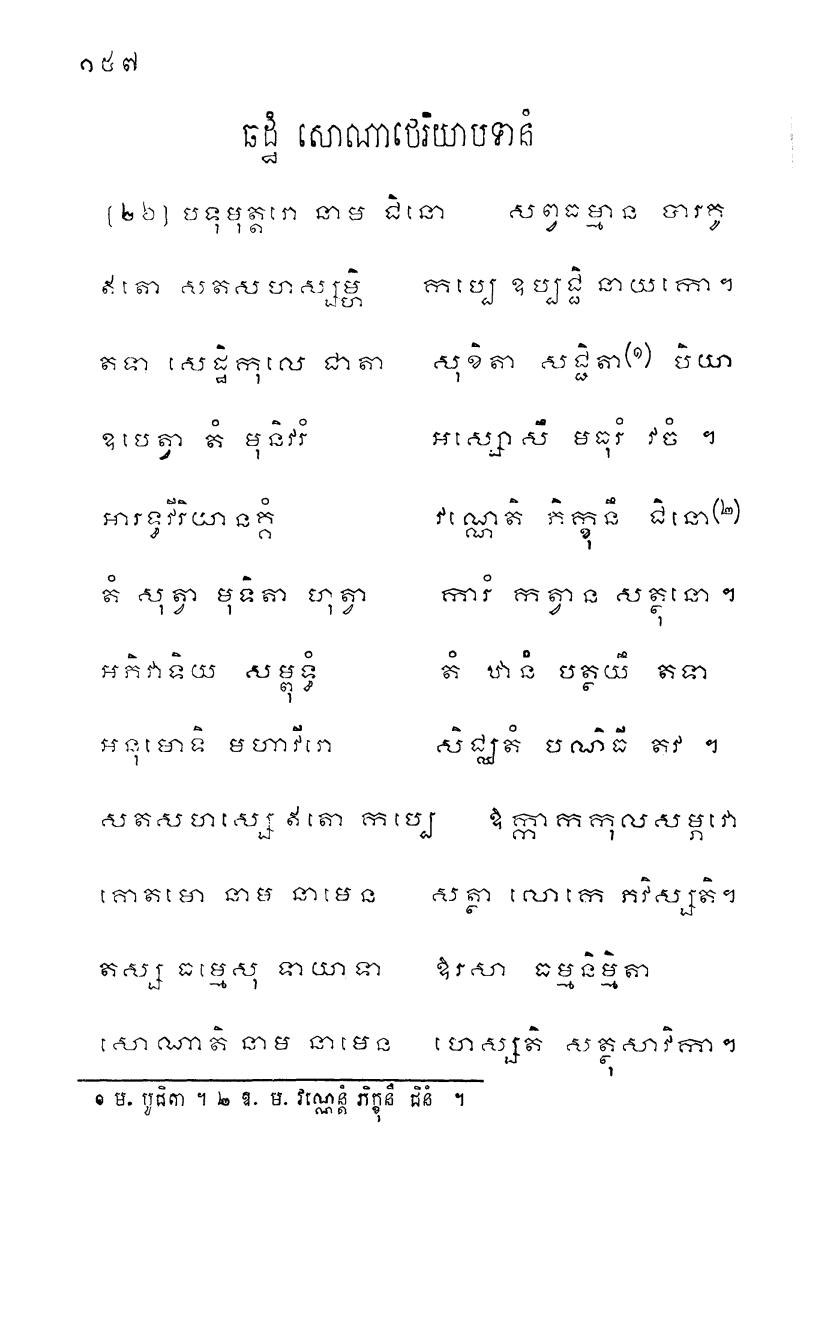 ១៥៧
ឆដ្ឋំ សោណាថេរិយាបទានំ
(២៦) បទុមុត្តរោ នាម ជិនោ សព្វធម្មាន បារគូ
ឥតោ សតសហស្សម្ហិ កប្បេ ឧប្បជ្ជិ នាយកោ។
តទា សេដ្ឋិកុលេ ជាតា សុខិតា សជ្ជិតា(១) បិយា
ឧបេត្វា តំ មុនិវរំ អស្សោសឹ មធុរំ វចំ ។
អារទ្ធវីរិយានគ្គំ វណ្ណេតិ ភិក្ខុនឹ ជិនោ(២)
តំ សុត្វា មុទិតា ហុត្វា ការំ កត្វាន សត្ថុនោ។
អភិវាទិយ សម្ពុទ្ធំ តំ ឋានំ បត្ថយឹ តទា
អនុមោទិ មហាវីរោ សិជ្ឈតំ បណិធី តវ ។
សតសហស្សេ ឥតោ កប្បេ ឱក្កាកកុលសម្ភវោ
គោតមោ នាម នាមេន សត្ថា លោកេ ភវិស្សតិ។
តស្ស ធម្មេសុ ទាយាទា ឱរសា ធម្មនិម្មិតា
សោណាតិ នាម នាមេន ហេស្សតិ សត្ថុសាវិកា។
១ ម. បូជិតា ។ ២ ឧ. ម. វណ្ណេន្តំ ភិក្ខុនឹ ជិនំ ។